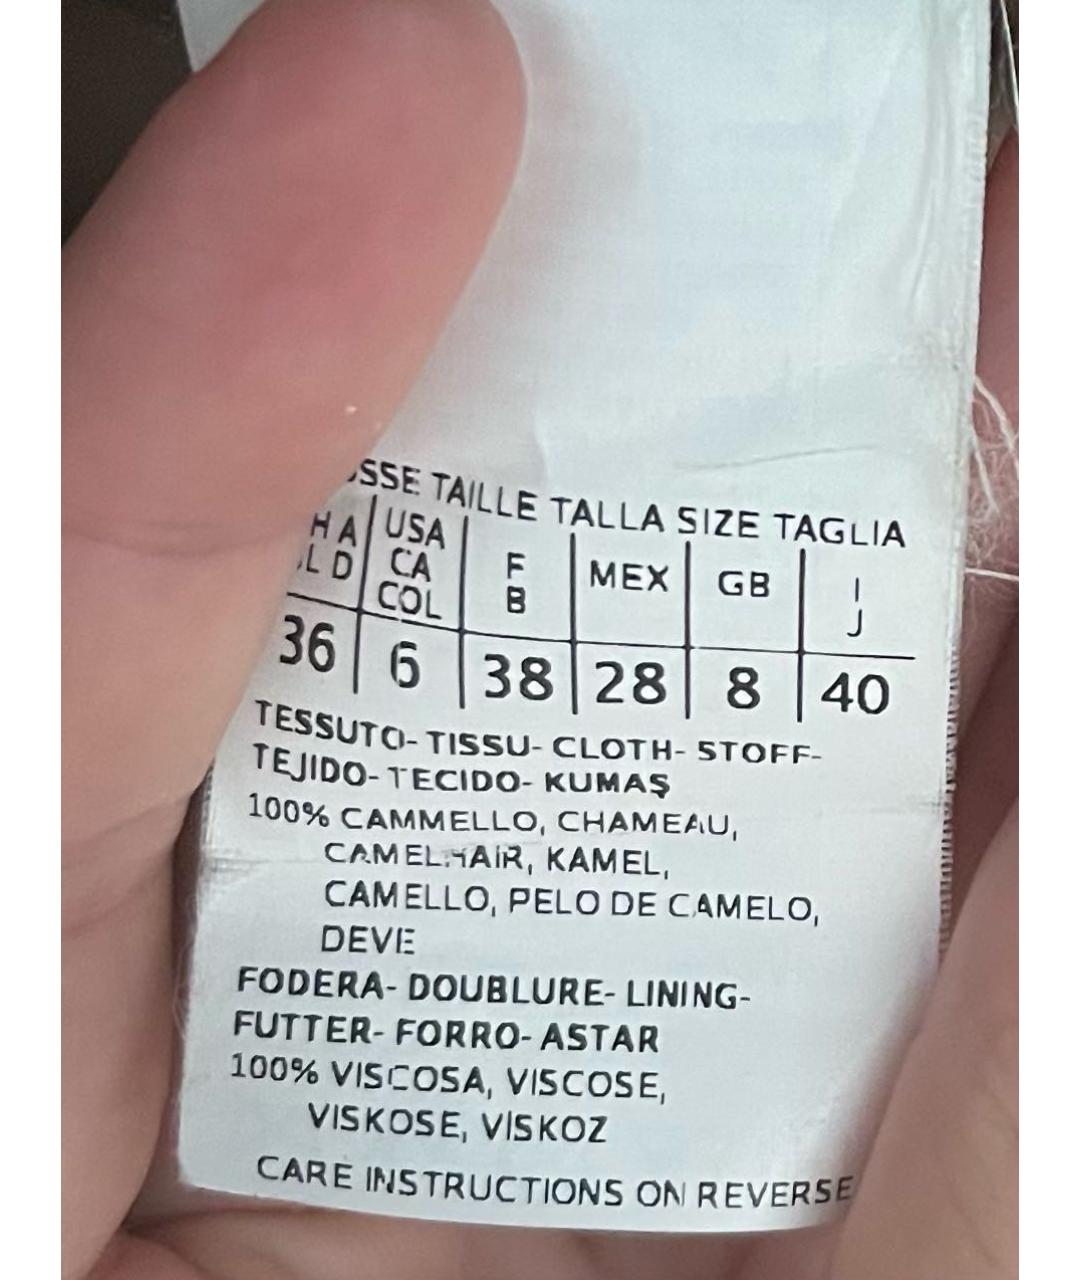 TAILLE TALLA SIZE TAGLIA
H A | USA | F | MEX | GB | I
L D | CA | B | J
COL
36 | 6 | 38 | 28 | 8 | 40
TESSUTO- TISSU- CLOTH- STOFF-
TEJIDO- TECIDO- KUMAŞ
100% CAMMELLO, CHAMEAU,
CAMELHAIR, KAMEL,
CAMELLO, PELO DE CAMELO,
DEVE
FODERA- DOUBLURE- LINING-
FUTTER- FORRO- ASTAR
100% VISCOSA, VISCOSE,
VISKOSE, VİSKOZ
CARE INSTRUCTIONS ON REVERSE